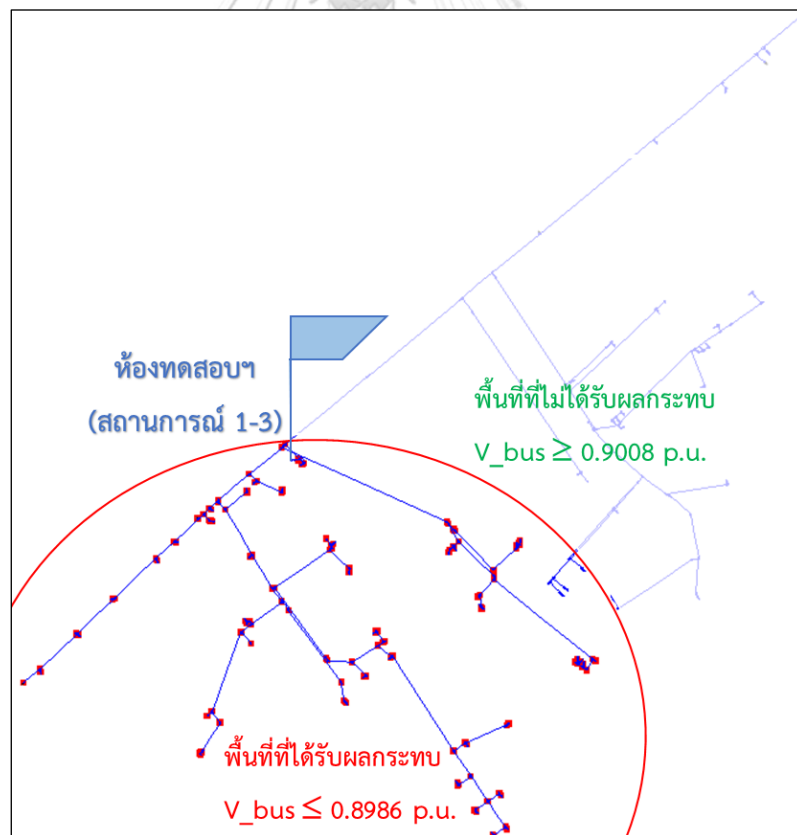 ห้องทดสอบฯ
(สถานการณ์ 1-3)
พื้นที่ที่ไม่ได้รับผลกระทบ
V_bus ≥ 0.9008 p.u.
พื้นที่ที่ได้รับผลกระทบ
V_bus ≤ 0.8986 p.u.